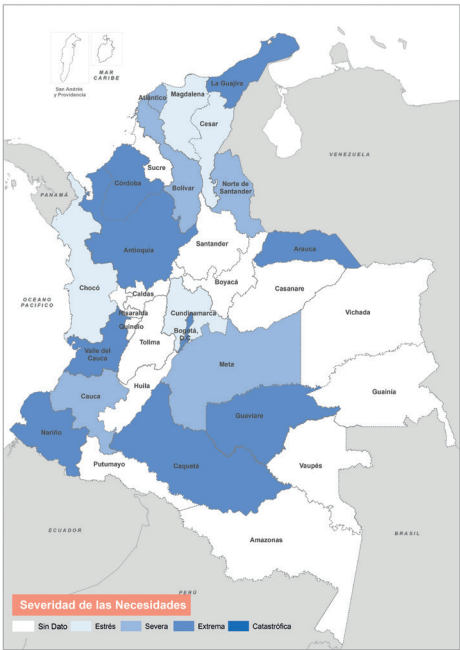 San Andrés
y Providencia
MAR
CARIBE
La Guajira
Atlántico
Magdalena
Cesar
VENEZUELA
Sucre
PANAMÁ
Córdoba
Bolívar
Norte de
Santander
Antioquia
Santander
Arauca
Boyacá
OCEANO
PACÍFICO
Chocó
Caldas
Casanare
Risaralda
Cundinamarca
Vichada
Quindío
Bogotá,
D.C.
Tolima
Valle del
Cauca
Meta
Huila
Guainía
Cauca
Guaviare
Nariño
Putumayo
Caquetá
Vaupés
ECUADOR
BRASIL
Amazonas
PERÚ
Severidad de las Necesidades
Sin Dato
Estrés
Severa
Extrema
Catastrófica